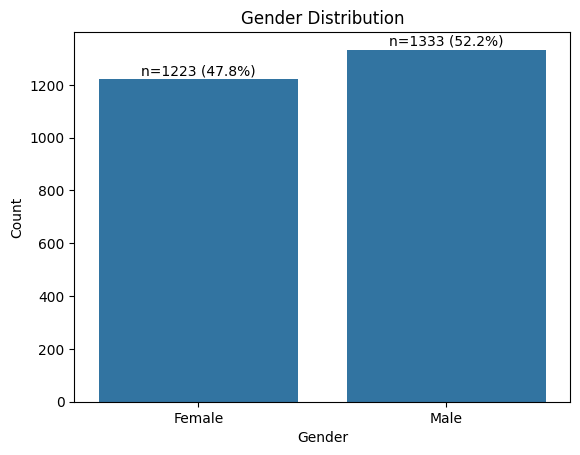 Gender Distribution
n=1333 (52.2%)
n=1223 (47.8%)
1200
1000
800
600
400
200
0
Count
Female
Male
Gender